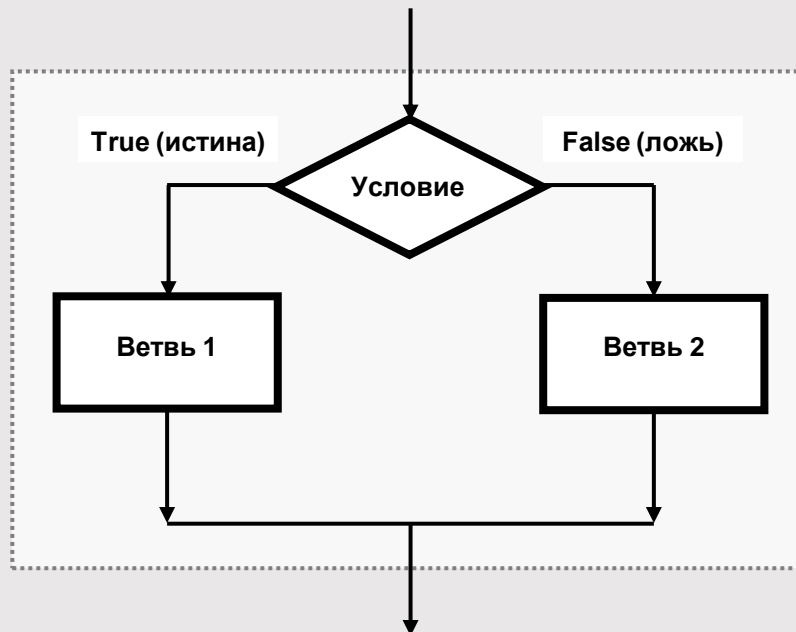 True (истина)
False (ложь)
Условие
Ветвь 1
Ветвь 2